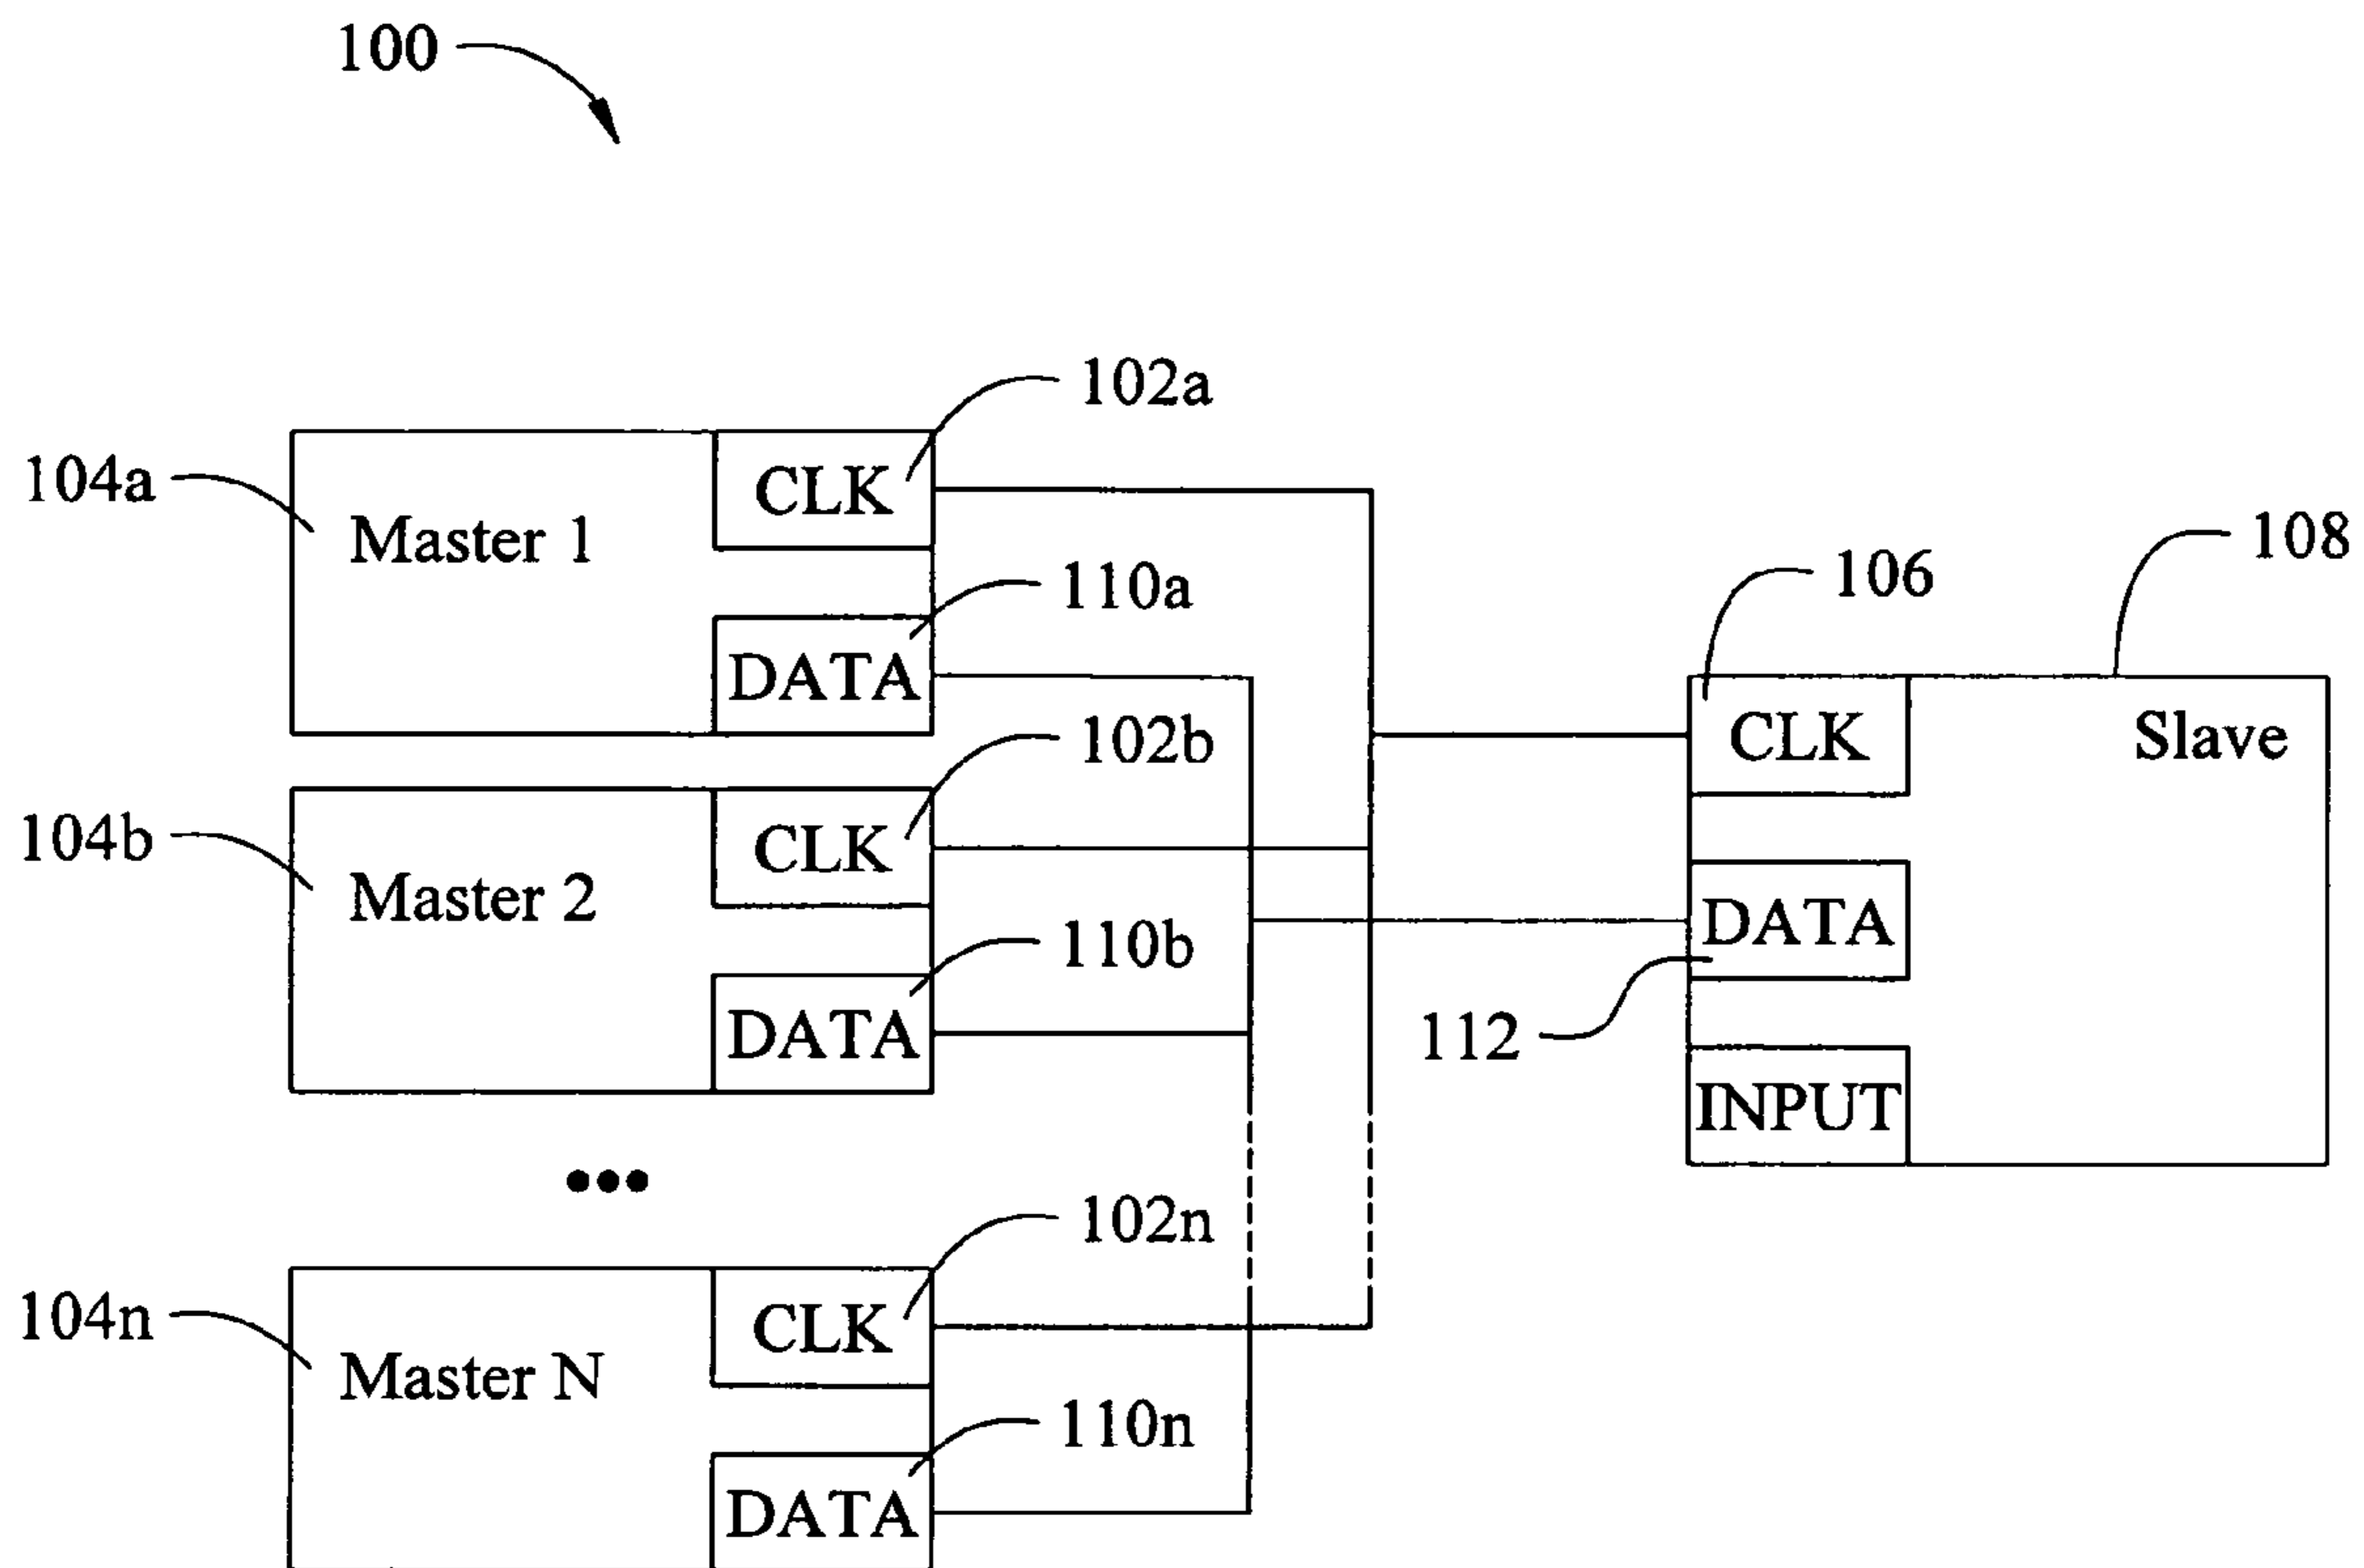 100
102a
104a
CLK
Master 1
108
106
110a
DATA
102b
CLK
Slave
104b
CLK
Master 2
DATA
110b
112
DATA
INPUT
•••
102n
104n
CLK
Master N
110n
DATA